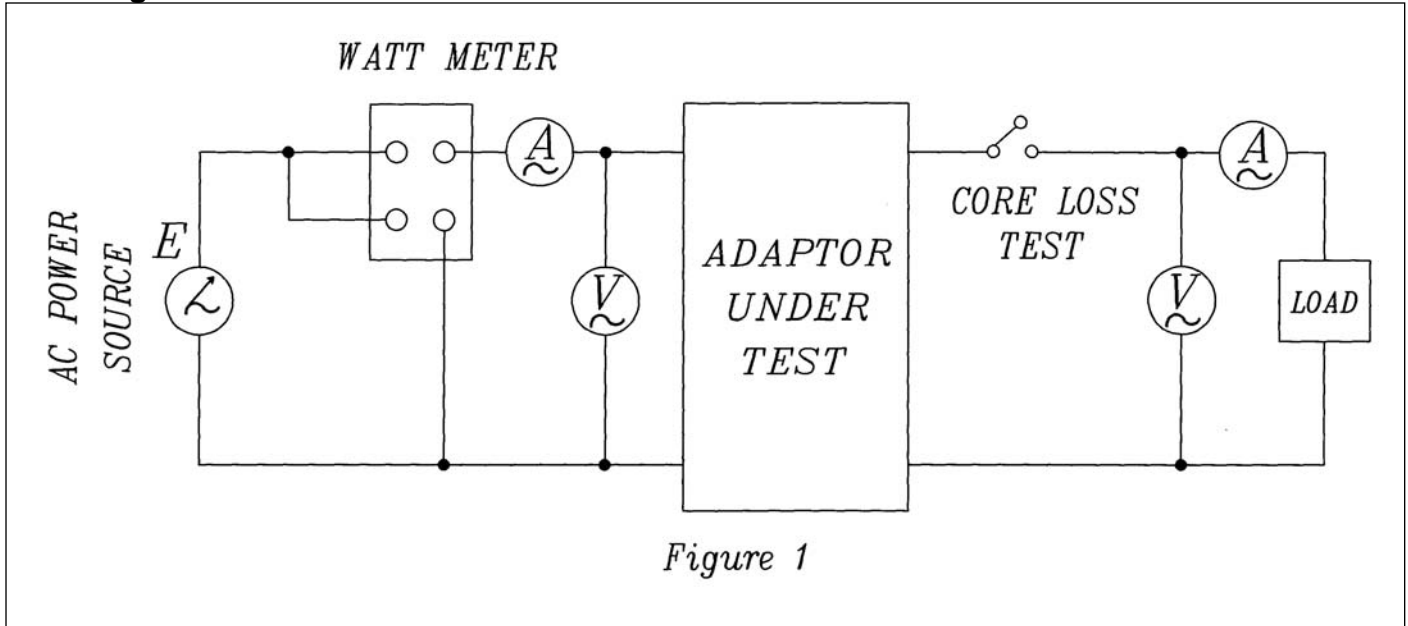 WATT METER
A
A
AC POWER
SOURCE
E
CORE LOSS
TEST
ADAPTOR
UNDER
TEST
V
V
LOAD
Figure 1